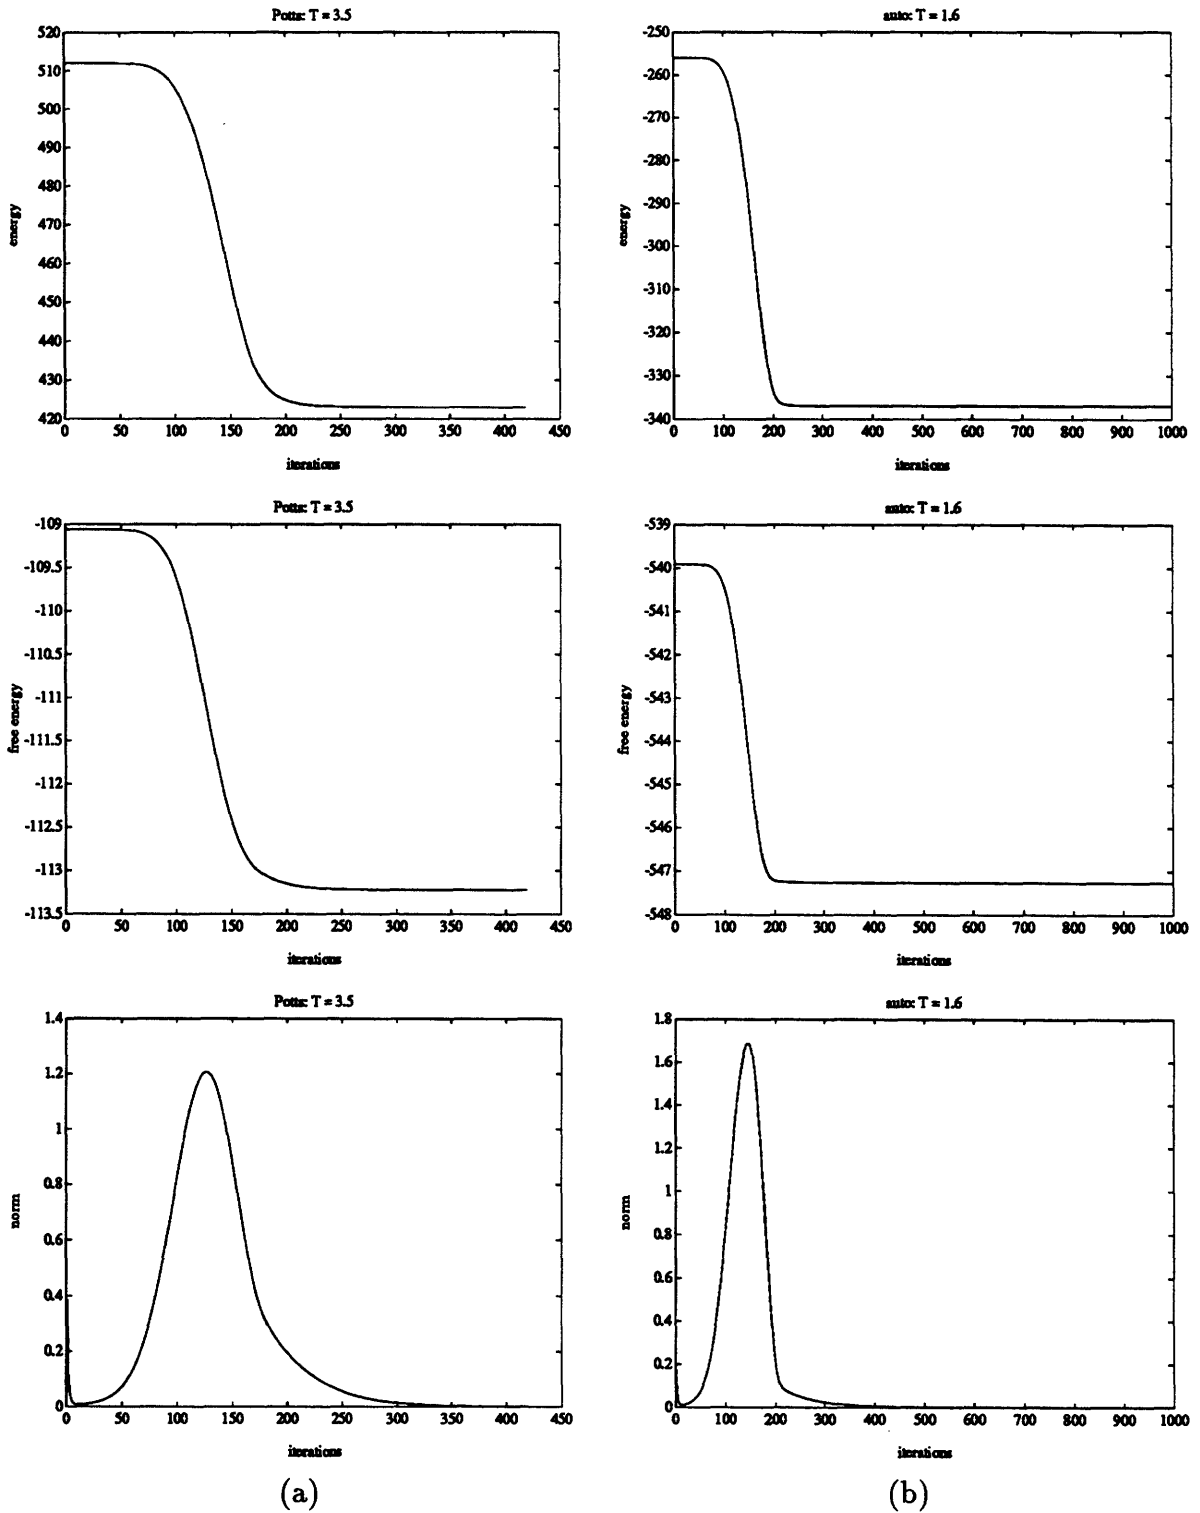 Potts: T = 3.5
520
510
500
490
480
470
460
450
440
430
420
energy
0 50 100 150 200 250 300 350 400 450
iterations
auto: T = 1.6
-250
-260
-270
-280
-290
-300
-310
-320
-330
-340
energy
0 100 200 300 400 500 600 700 800 900 1000
iterations
Potts: T = 3.5
-109
-109.5
-110
-110.5
-111
-111.5
-112
-112.5
-113
-113.5
free energy
0 50 100 150 200 250 300 350 400 450
iterations
auto: T = 1.6
-539
-540
-541
-542
-543
-544
-545
-546
-547
-548
free energy
0 100 200 300 400 500 600 700 800 900 1000
iterations
Potts: T = 3.5
1.4
1.2
1
0.8
0.6
0.4
0.2
0
norm
0 50 100 150 200 250 300 350 400 450
iterations
auto: T = 1.6
1.8
1.6
1.4
1.2
1
0.8
0.6
0.4
0.2
0
norm
0 100 200 300 400 500 600 700 800 900 1000
iterations
(a)
(b)